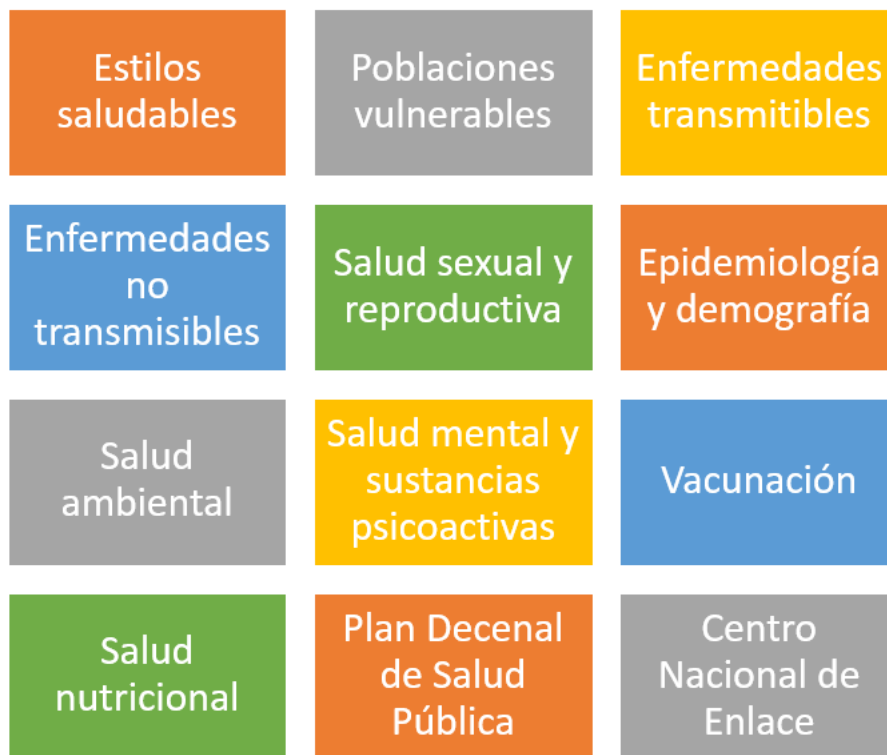 Estilos
saludables
Poblaciones
vulnerables
Enfermedades
transmitibles
Enfermedades
no
transmisibles
Salud sexual y
reproductiva
Epidemiología
y demografía
Salud
ambiental
Salud mental y
sustancias
psicoactivas
Vacunación
Salud
nutricional
Plan Decenal
de Salud
Pública
Centro
Nacional de
Enlace